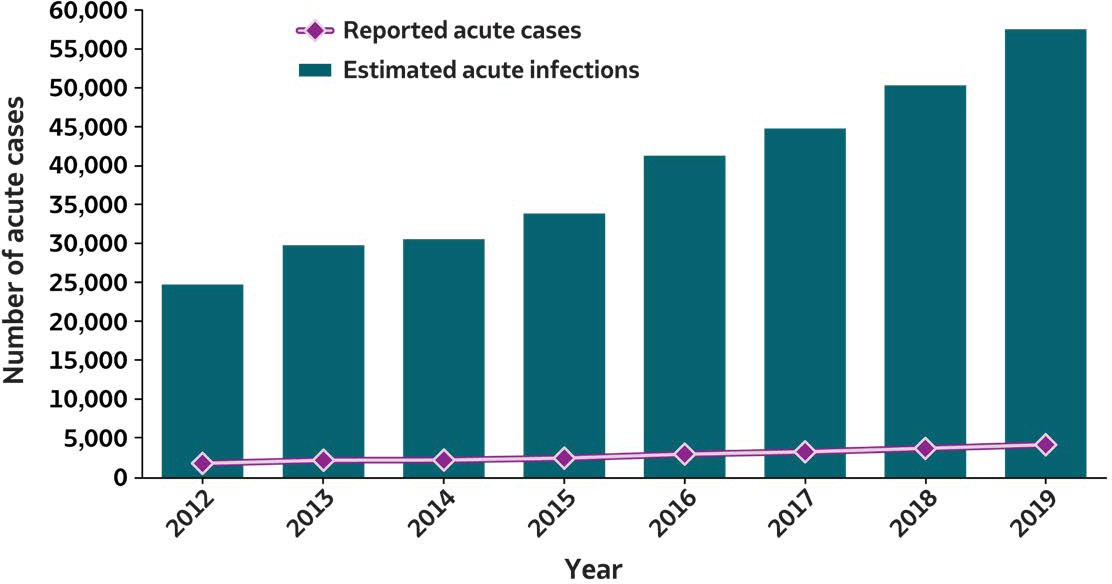 60,000
55,000
50,000
45,000
40,000
35,000
30,000
25,000
20,000
15,000
10,000
5,000
0
Number of acute cases
Reported acute cases
Estimated acute infections
2012 2013 2014 2015 2016 2017 2018 2019
Year